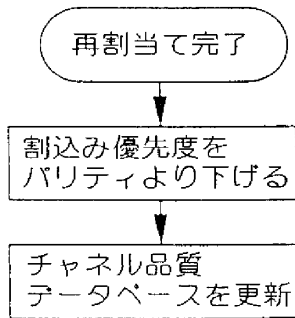 再割当て完了
割込み優先度を
パリティより下げる
チャネル品質
データベースを更新